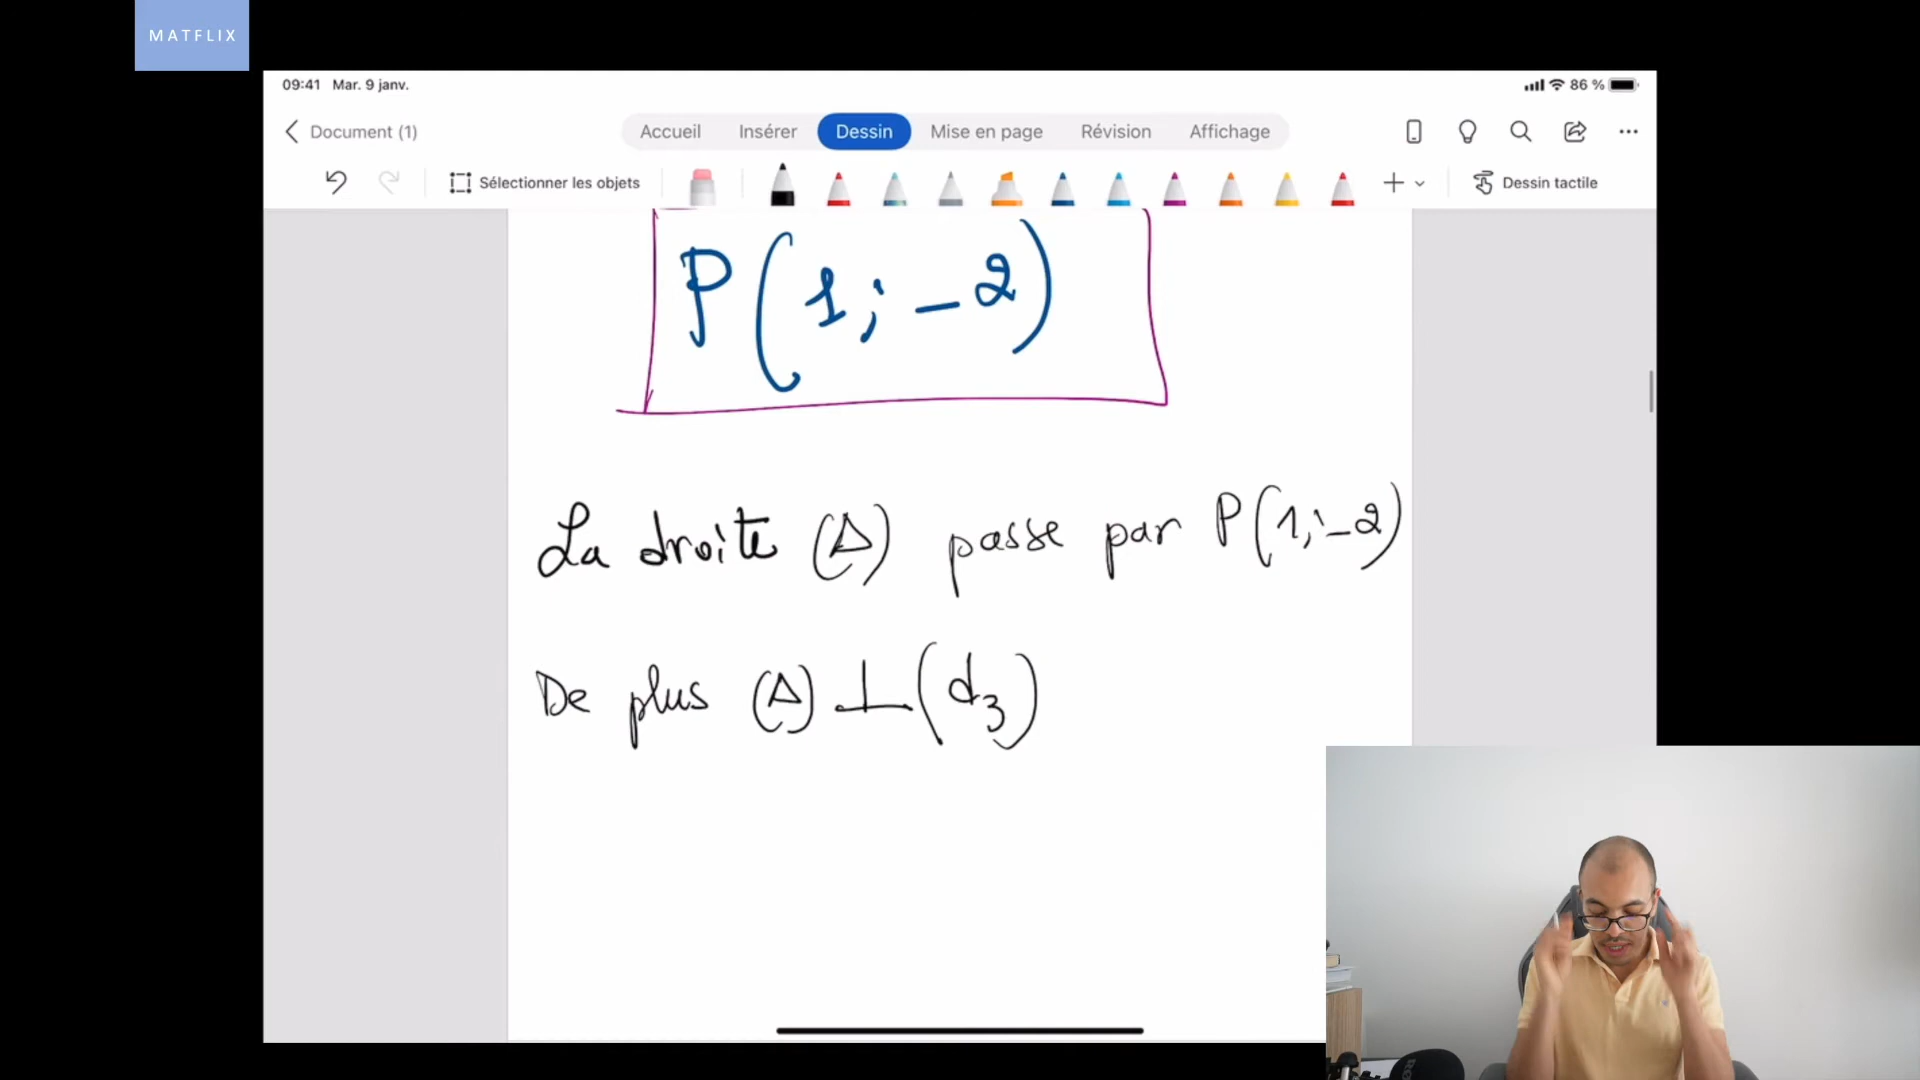 MATFLIX
09:41 Mar. 9 janv.
86 %
Document (1)
Accueil Insérer Dessin Mise en page Révision Affichage
Sélectionner les objets
Dessin tactile
P(1; -2)
La droite (Δ) passe par P(1; -2)
De plus (Δ) ⊥ (d₃)